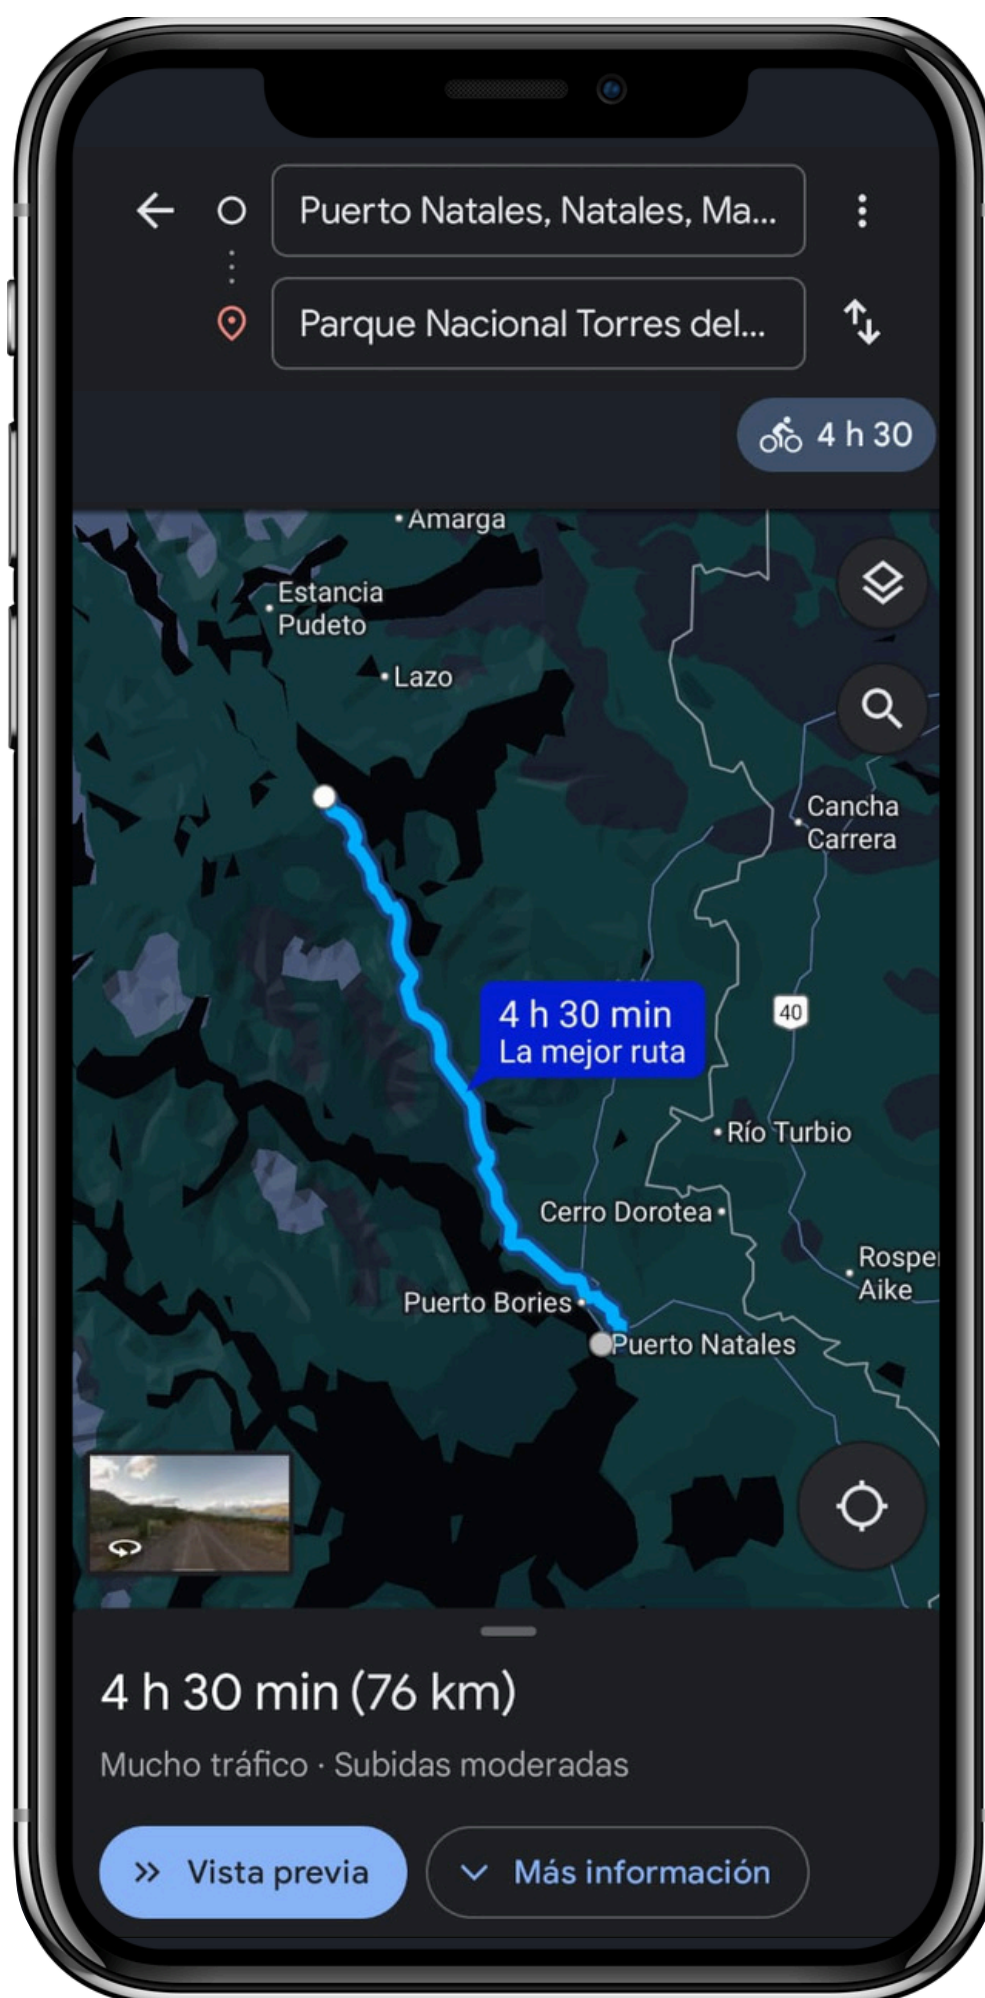 Puerto Natales, Natales, Ma...
Parque Nacional Torres del...
4 h 30
Amarga
Estancia
Pudeto
Lazo
Cancha
Carrera
4 h 30 min
La mejor ruta
40
Río Turbio
Cerro Dorotea
Rospe
Aike
Puerto Bories
Puerto Natales
4 h 30 min (76 km)
Mucho tráfico · Subidas moderadas
Vista previa
Más información